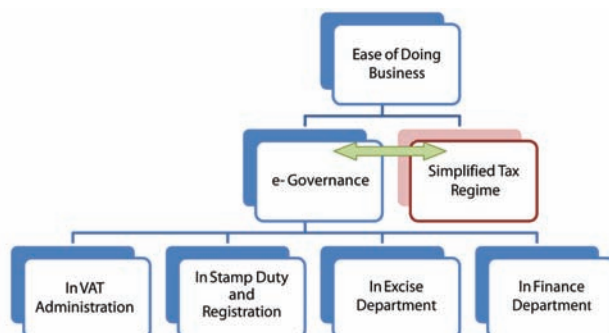 Ease of Doing
Business
e- Governance
Simplified Tax
Regime
In VAT
Administration
In Stamp Duty
and
Registration
In Excise
Department
In Finance
Department